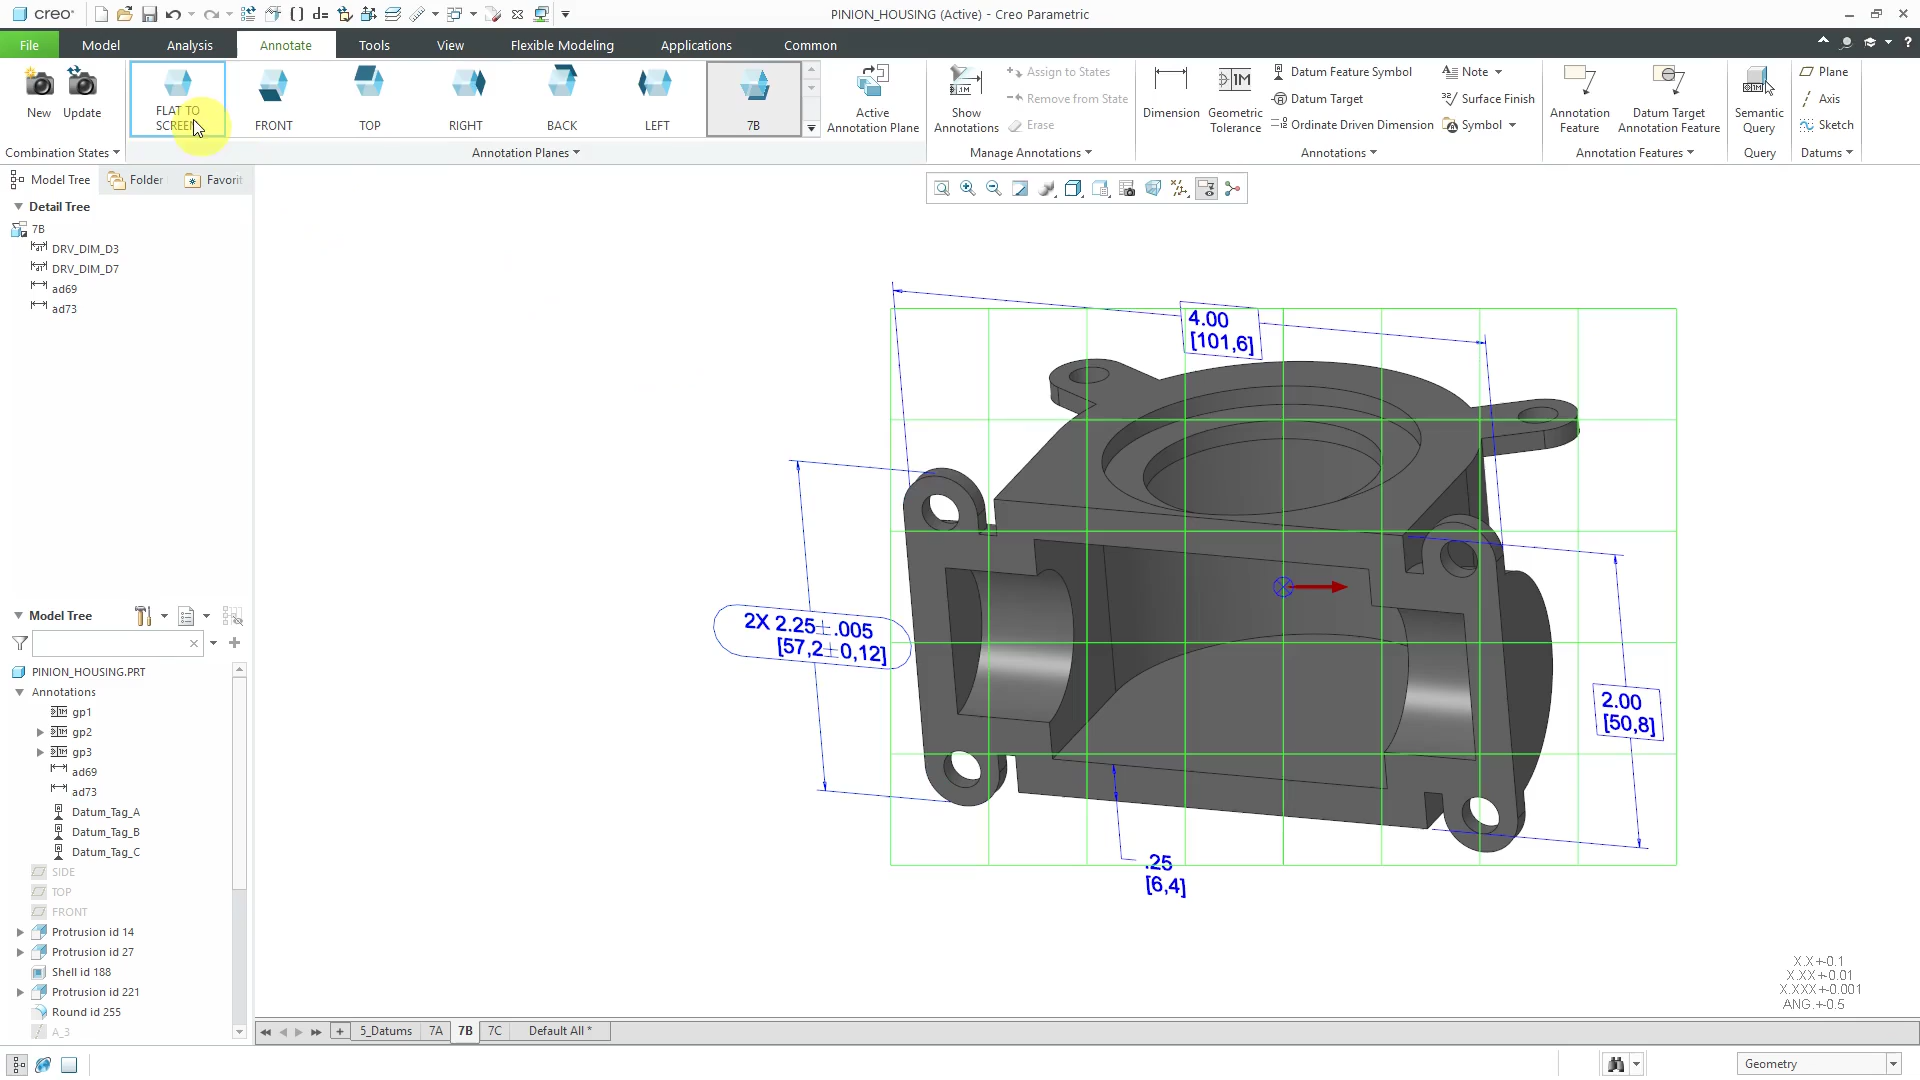 creo
PINION_HOUSING (Active) - Creo Parametric
File Model Analysis Annotate Tools View Flexible Modeling Applications Common
New Update
Combination States
FLAT TO SCREEN
FRONT
TOP
RIGHT
BACK
LEFT
7B
Annotation Planes
Active Annotation Plane
Show Annotations
Assign to States
Remove from State
Erase
Manage Annotations
Dimension
Geometric Tolerance
Datum Feature Symbol
Datum Target
Ordinate Driven Dimension
Note
Surface Finish
Symbol
Annotations
Annotation Feature
Datum Target Annotation Feature
Annotation Features
Semantic Query
Query
Plane
Axis
Sketch
Datums
Model Tree Folder Favorit
Detail Tree
7B
DRV_DIM_D3
DRV_DIM_D7
ad69
ad73
Model Tree
PINION_HOUSING.PRT
Annotations
gp1
gp2
gp3
ad69
ad73
Datum_Tag_A
Datum_Tag_B
Datum_Tag_C
SIDE
TOP
FRONT
Protrusion id 14
Protrusion id 27
Shell id 188
Protrusion id 221
Round id 255
A_3
4.00
[101,6]
2X 2.25±.005
[57,2±0,12]
2.00
[50,8]
.25
[6,4]
X.X+-0.1
X.XX+-0.01
X.XXX+-0.001
ANG.+-0.5
5_Datums 7A 7B 7C Default All *
Geometry